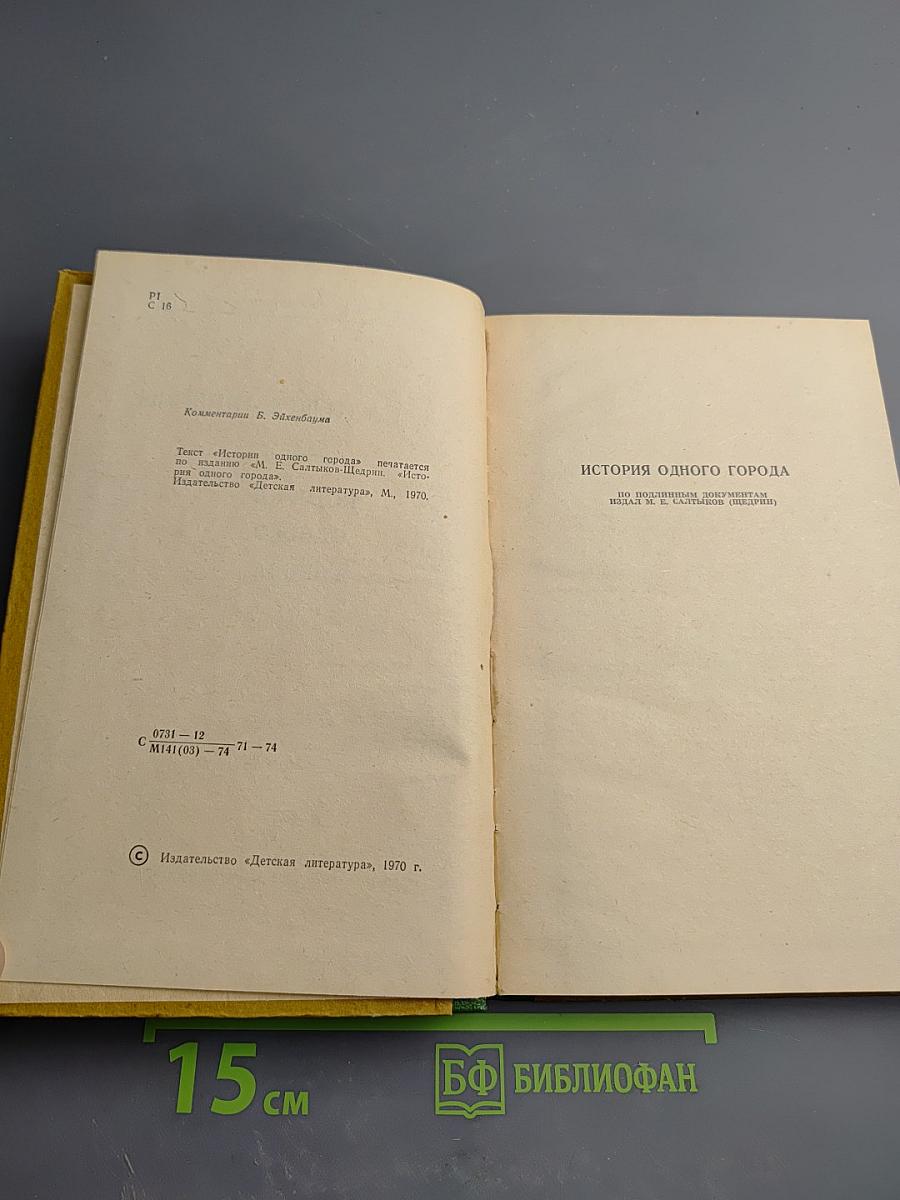 Р1
С 16
Комментарии Б. Эйхенбаума
Текст «Истории одного города» печатается
по изданию «М. Е. Салтыков-Щедрин. «Исто-
рия одного города».
Издательство «Детская литература», М., 1970.
С 0731 — 12
М141(03) — 74 71 — 74
© Издательство «Детская литература», 1970 г.
ИСТОРИЯ ОДНОГО ГОРОДА
ПО ПОДЛИННЫМ ДОКУМЕНТАМ
ИЗДАЛ М. Е. САЛТЫКОВ (ЩЕДРИН)
15 см
БФ БИБЛИОФАН